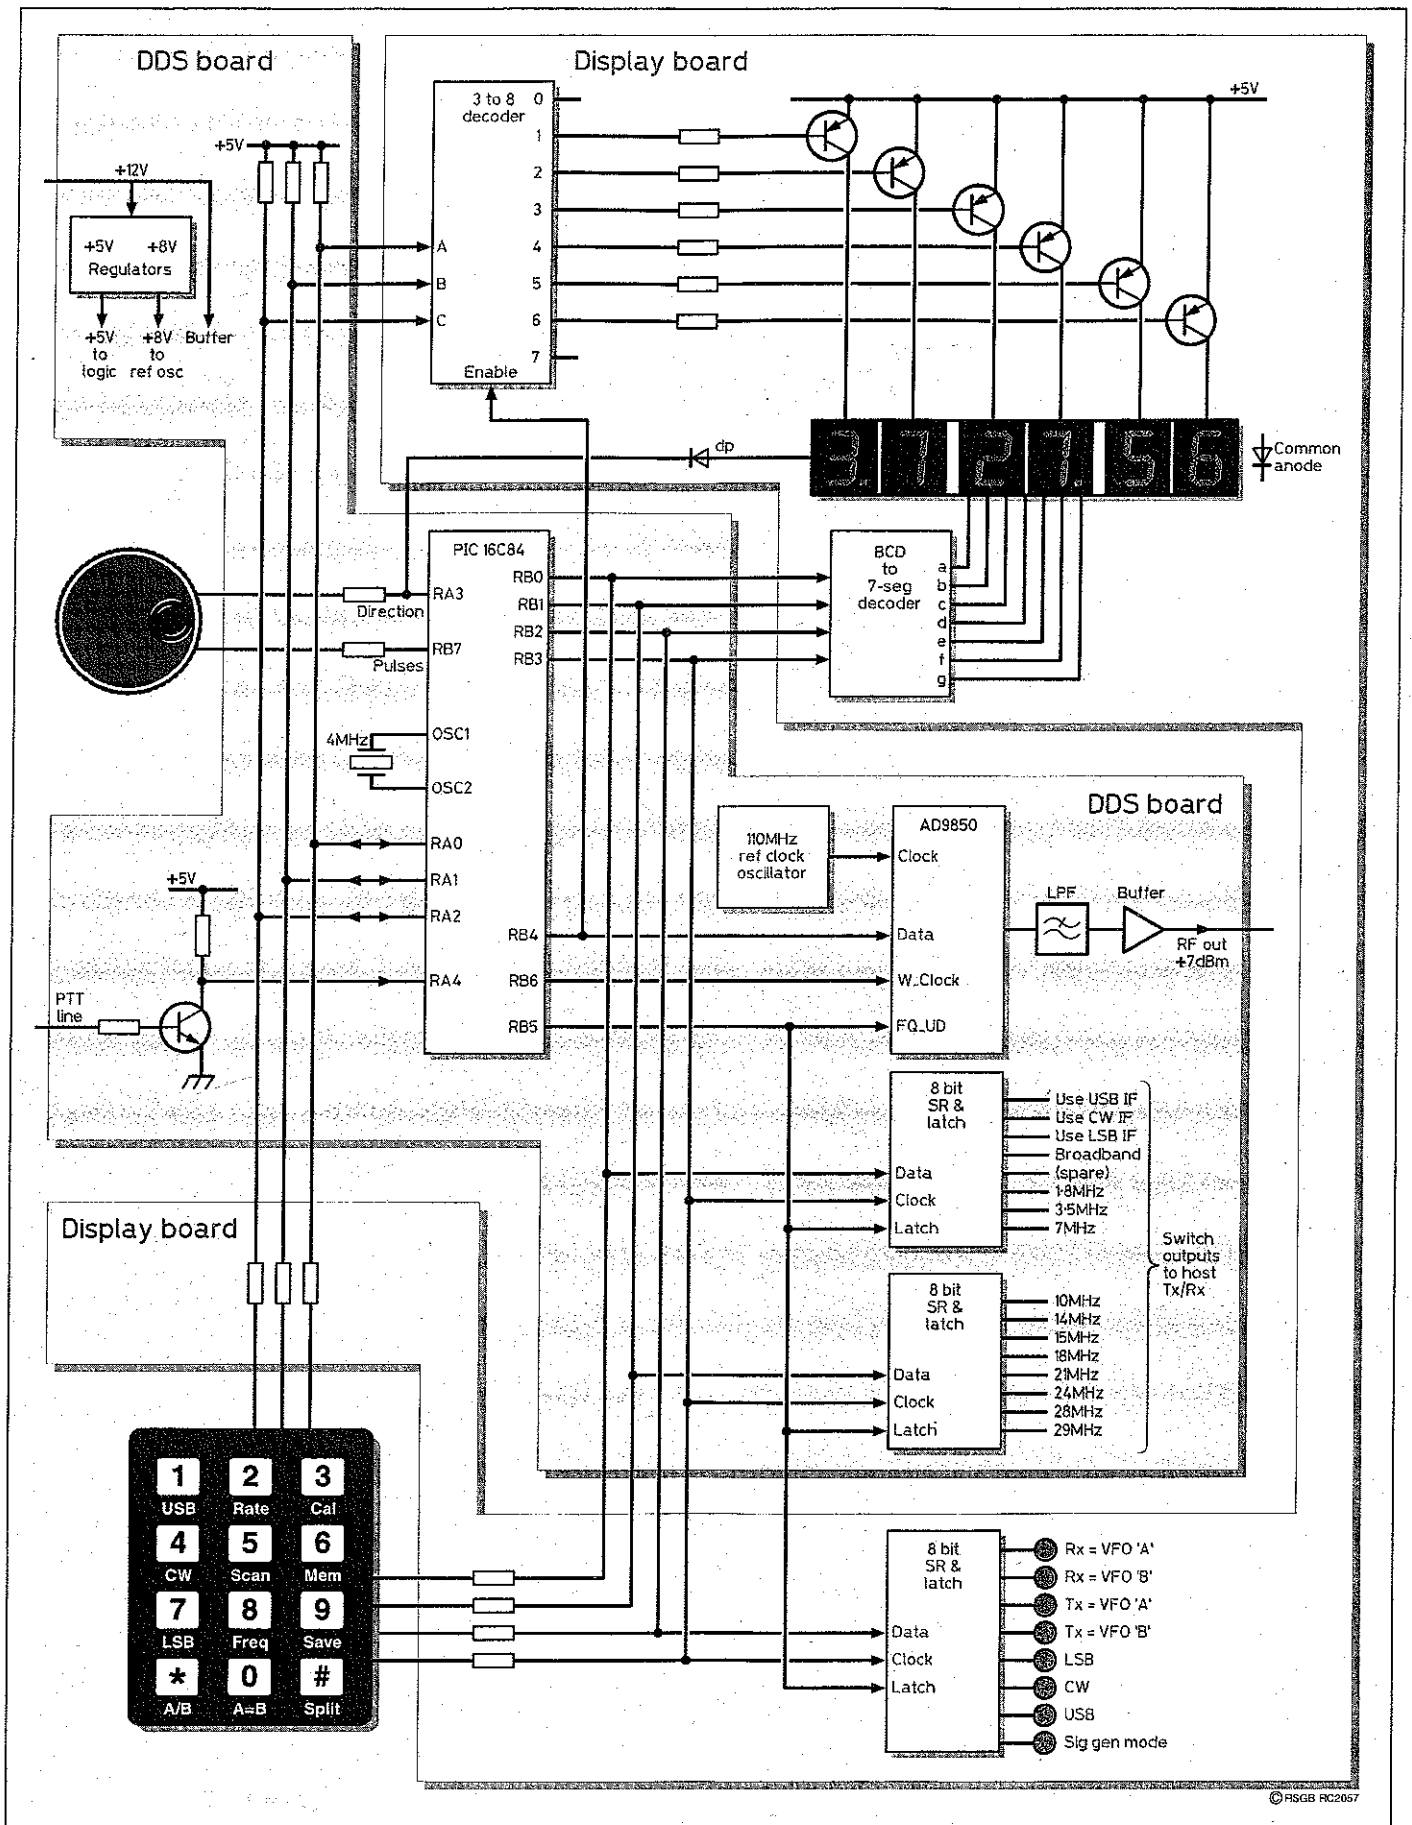 DDS board
Display board
3 to 8
decoder
0
1
2
3
4
5
6
7
A
B
C
Enable
+5V
+5V
+12V
+5V +8V
Regulators
+5V
to
logic
+8V
to
ref osc
Buffer
dp
3. 7 2 7. 5 6
Common
anode
PIC 16C84
RA3
Direction
RB7
Pulses
OSC1
4MHz
OSC2
RA0
RA1
RA2
RA4
RB0
RB1
RB2
RB3
RB4
RB6
RB5
BCD
to
7-seg
decoder
a
b
c
d
e
f
g
+5V
PTT
line
DDS board
110MHz
ref clock
oscillator
AD9850
Clock
Data
W_Clock
FQ_UD
LPF
Buffer
RF out
+7dBm
8 bit
SR &
latch
Data
Clock
Latch
Use USB IF
Use CW IF
Use LSB IF
Broadband
(spare)
1·8MHz
3·5MHz
7MHz
Switch
outputs
to host
Tx/Rx
8 bit
SR &
latch
Data
Clock
Latch
10MHz
14MHz
15MHz
18MHz
21MHz
24MHz
28MHz
29MHz
Display board
1 2 3
USB Rate Cal
4 5 6
CW Scan Mem
7 8 9
LSB Freq Save
* 0 #
A/B A=B Split
8 bit
SR &
latch
Data
Clock
Latch
Rx = VFO 'A'
Rx = VFO 'B'
Tx = VFO 'A'
Tx = VFO 'B'
LSB
CW
USB
Sig gen mode
© RSGB RC2057